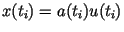 x(t_i) = a(t_i)u(t_i)